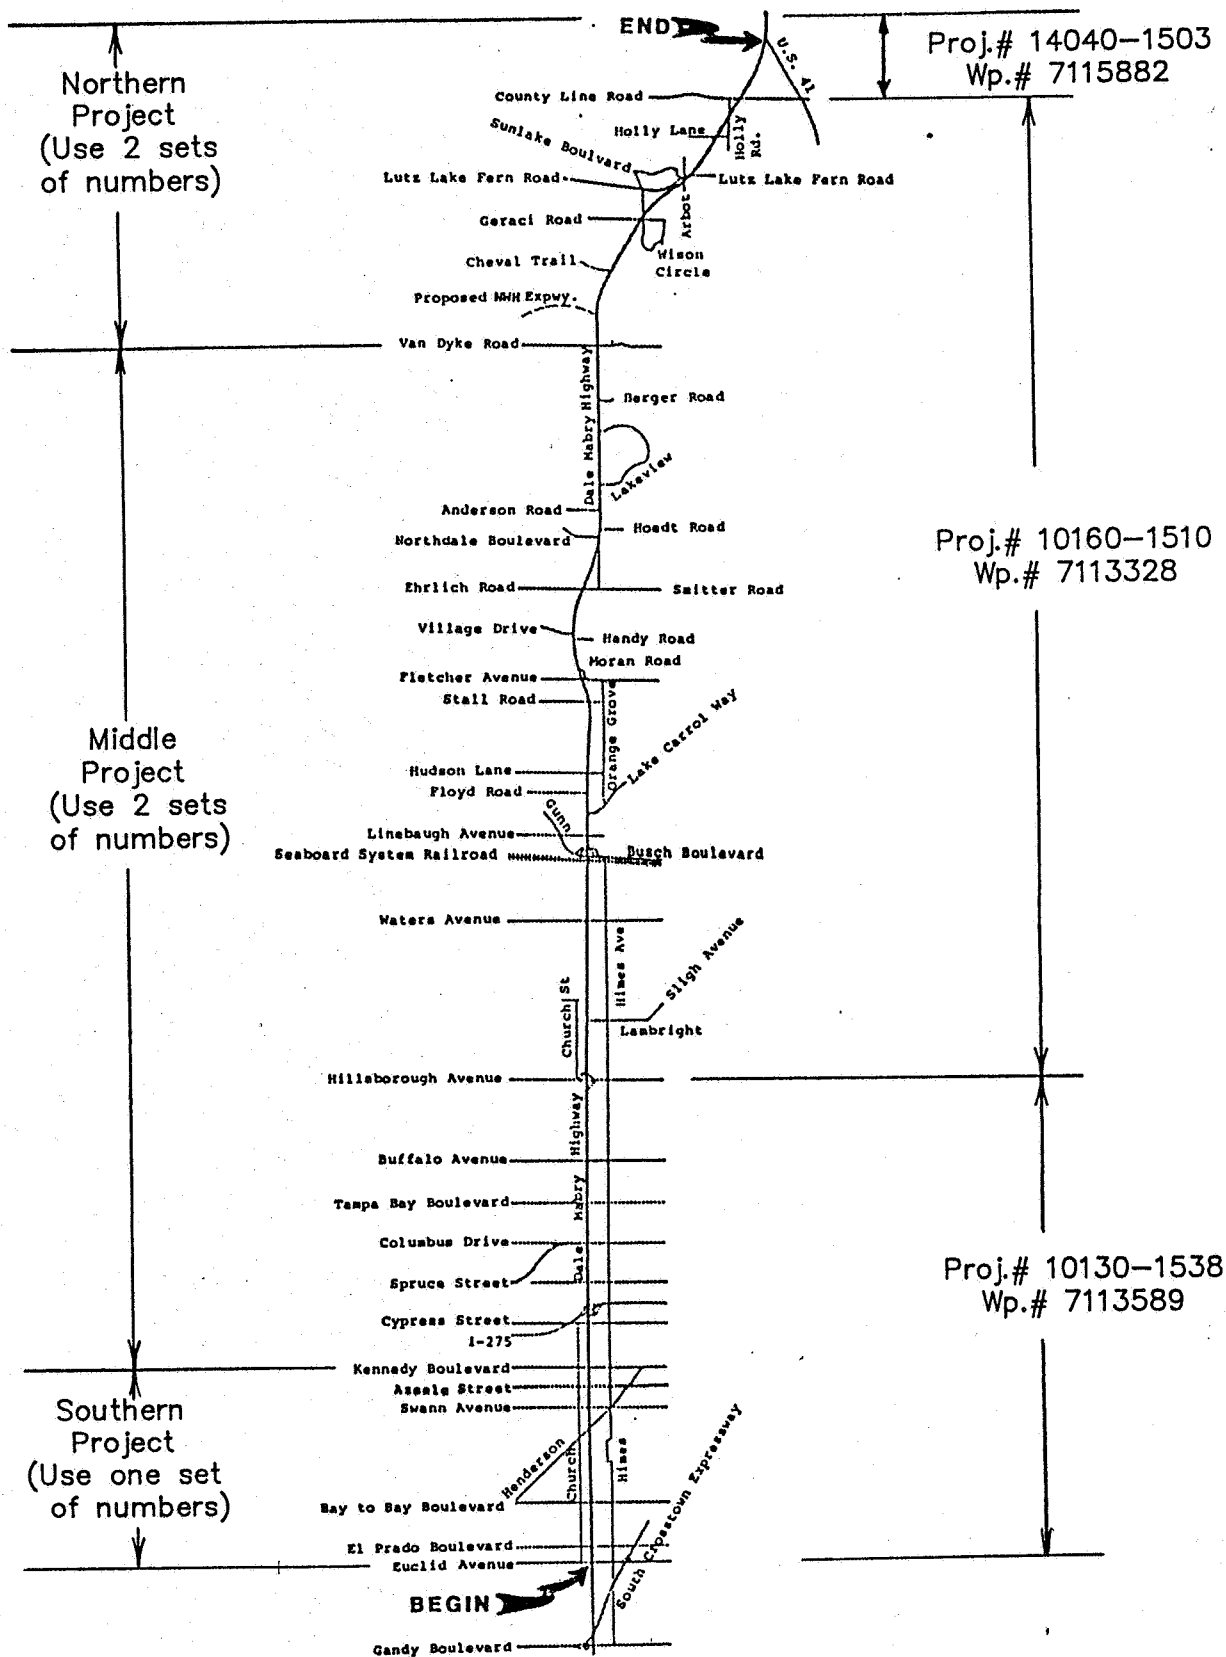 END
U.S. 41
Proj.# 14040–1503
Wp.# 7115882
Northern
Project
(Use 2 sets
of numbers)
County Line Road
Holly Lane
Holly
Rd.
Sunlake Boulvard
Lutz Lake Fern Road
Lutz Lake Fern Road
Arbot
Geraci Road
Wison
Circle
Cheval Trail
Proposed NWH Expwy.
Van Dyke Road
Dale Mabry Highway
Berger Road
Lakeview
Anderson Road
Hoedt Road
Northdale Boulevard
Proj.# 10160–1510
Wp.# 7113328
Ehrlich Road
Smitter Road
Village Drive
Handy Road
Moran Road
Fletcher Avenue
Stall Road
Orange Grove
Lake Carrol Way
Middle
Project
(Use 2 sets
of numbers)
Hudson Lane
Floyd Road
Gunn
Linebaugh Avenue
Seaboard System Railroad
Busch Boulavard
Waters Avenue
Himes Ave
Sligh Avenue
Church St
Lambright
Hillsborough Avenue
Dale Mabry Highway
Buffalo Avenue
Tampa Bay Boulevard
Columbus Drive
Spruce Street
Proj.# 10130–1538
Wp.# 7113589
Cypress Street
I-275
Kennady Boulevard
Azeele Street
Swann Avenue
Southern
Project
(Use one set
of numbers)
Henderson
Church
Himes
South Crosstown Expressway
Bay to Bay Boulevard
El Prado Boulevard
Euclid Avenue
BEGIN
Gandy Boulevard